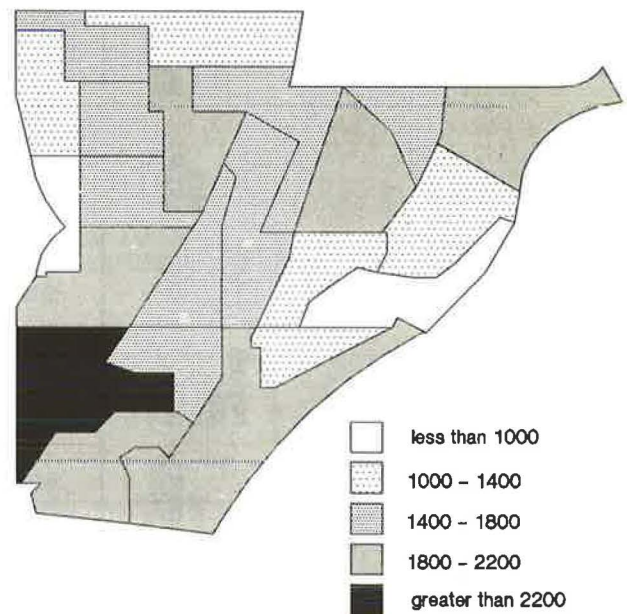 less than 1000
1000 – 1400
1400 – 1800
1800 – 2200
greater than 2200